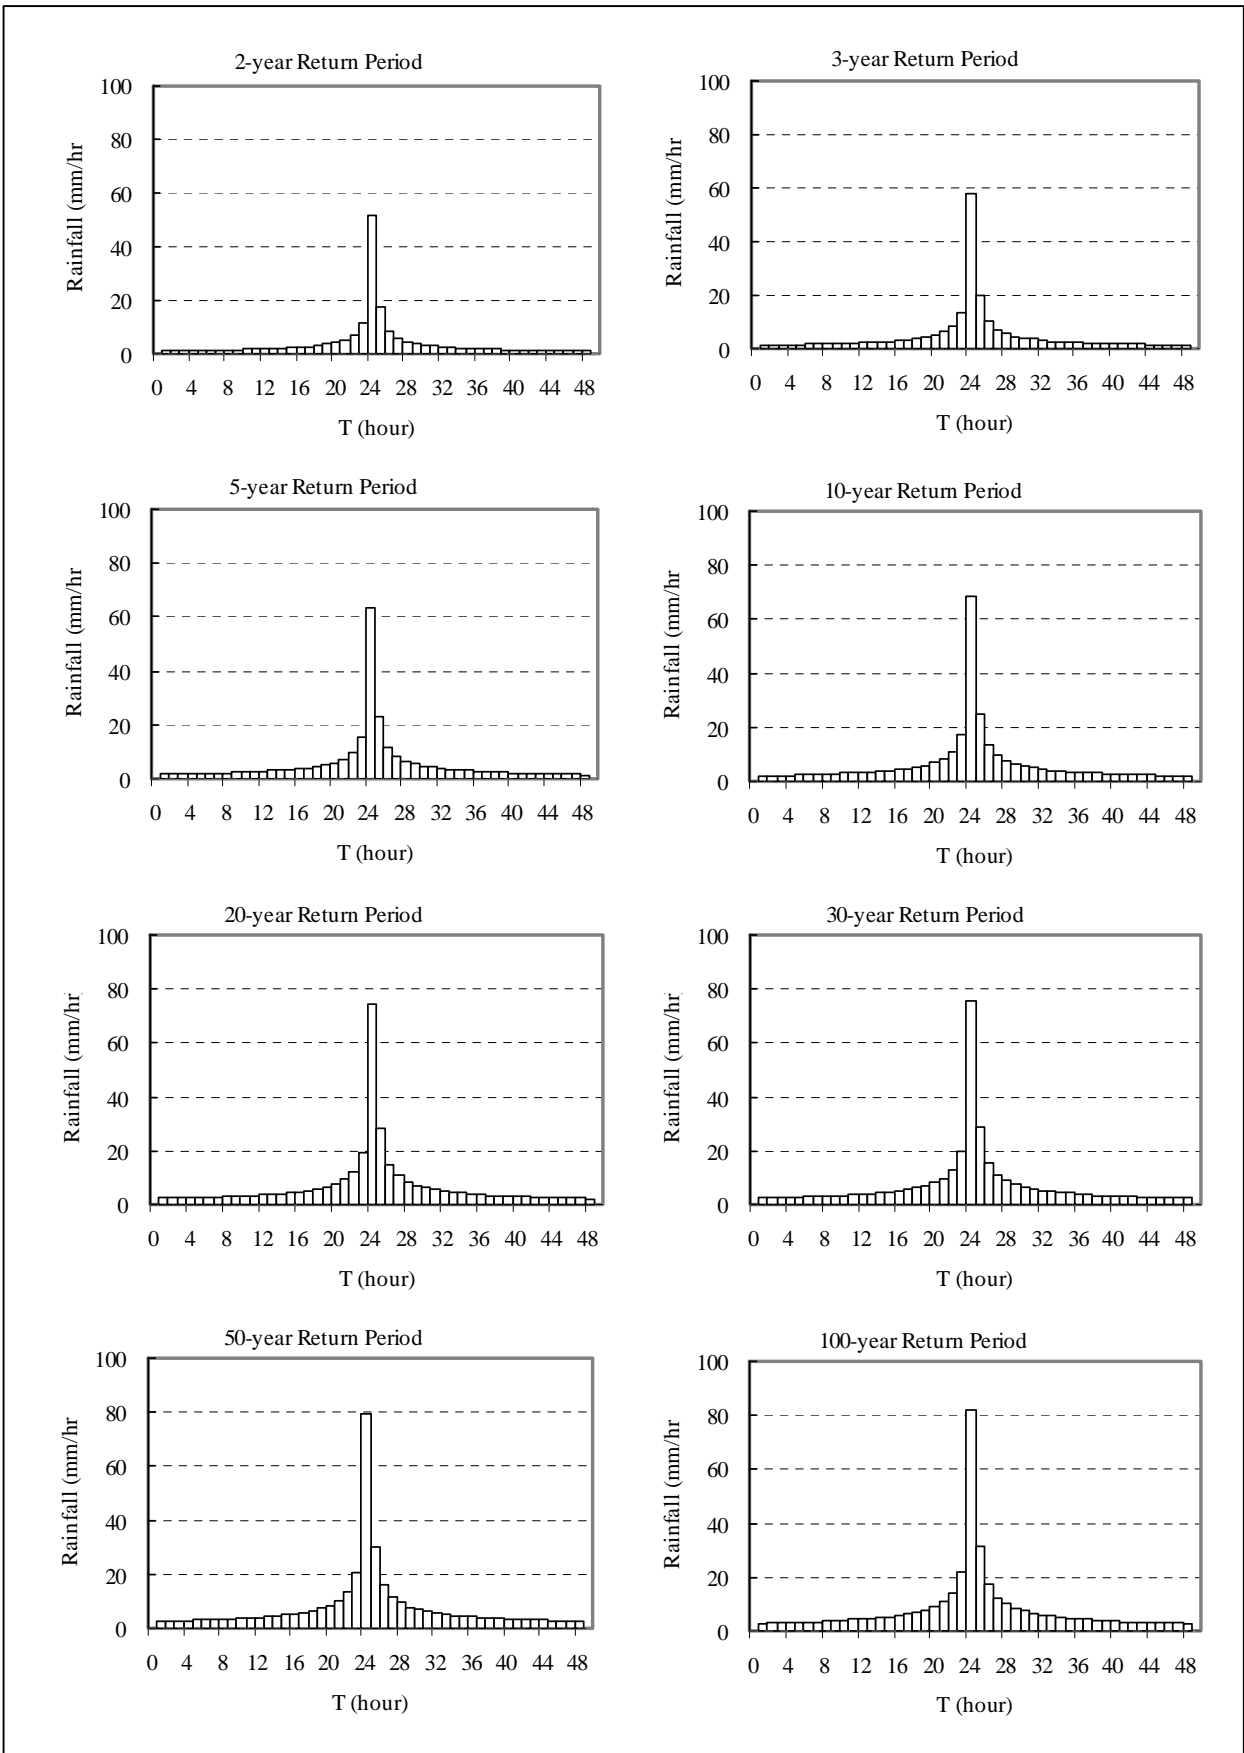 2-year Return Period
100
80
60
40
20
0
Rainfall (mm/hr
0 4 8 12 16 20 24 28 32 36 40 44 48
T (hour)
3-year Return Period
100
80
60
40
20
0
Rainfall (mm/hr
0 4 8 12 16 20 24 28 32 36 40 44 48
T (hour)
5-year Return Period
100
80
60
40
20
0
Rainfall (mm/hr
0 4 8 12 16 20 24 28 32 36 40 44 48
T (hour)
10-year Return Period
100
80
60
40
20
0
Rainfall (mm/hr
0 4 8 12 16 20 24 28 32 36 40 44 48
T (hour)
20-year Return Period
100
80
60
40
20
0
Rainfall (mm/hr
0 4 8 12 16 20 24 28 32 36 40 44 48
T (hour)
30-year Return Period
100
80
60
40
20
0
Rainfall (mm/hr
0 4 8 12 16 20 24 28 32 36 40 44 48
T (hour)
50-year Return Period
100
80
60
40
20
0
Rainfall (mm/hr
0 4 8 12 16 20 24 28 32 36 40 44 48
T (hour)
100-year Return Period
100
80
60
40
20
0
Rainfall (mm/hr
0 4 8 12 16 20 24 28 32 36 40 44 48
T (hour)